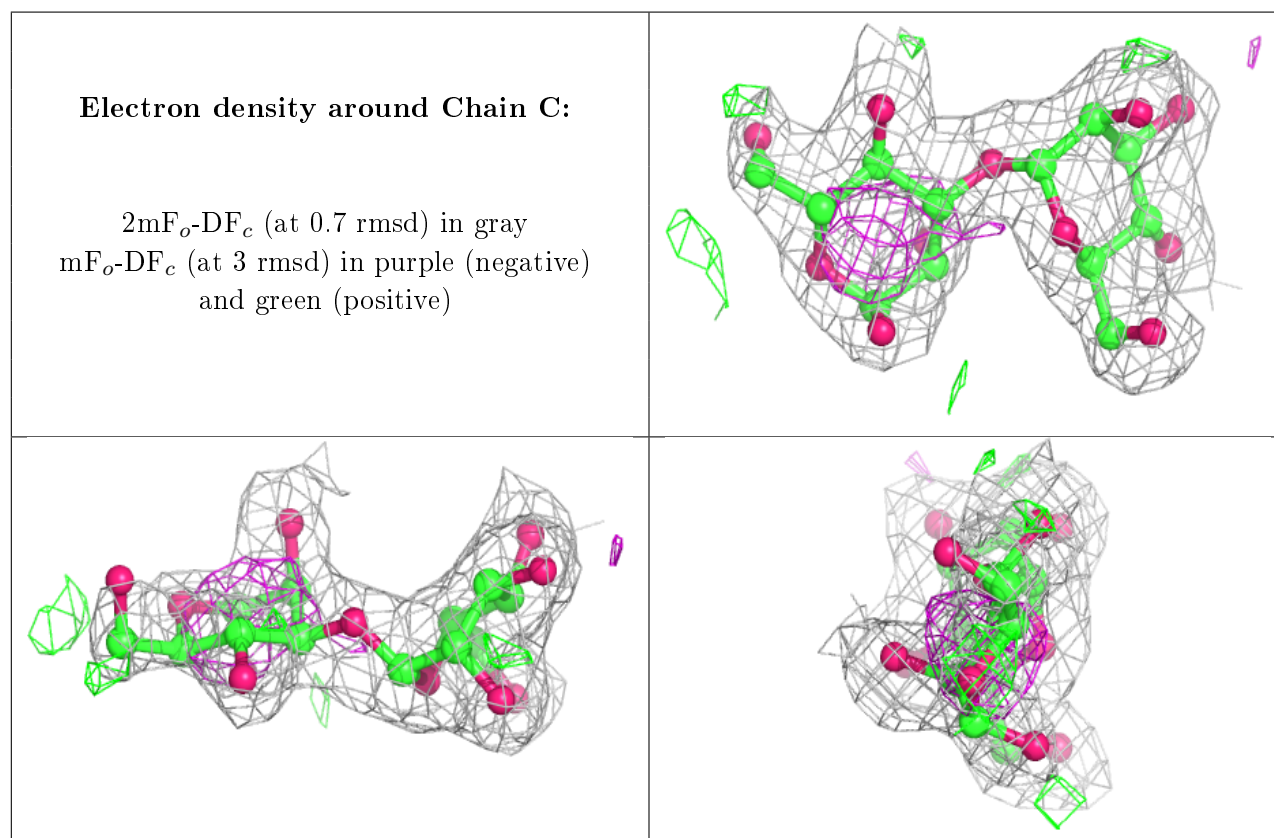 Electron density around Chain C:
2mFₒ-DF𝒸 (at 0.7 rmsd) in gray
mFₒ-DF𝒸 (at 3 rmsd) in purple (negative)
and green (positive)